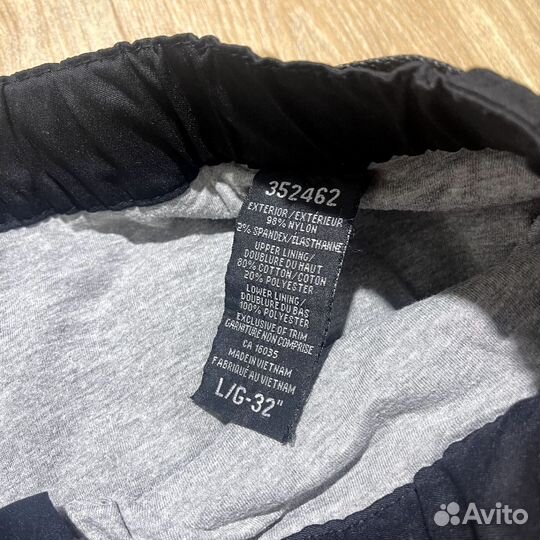 352462
EXTERIOR/EXTÉRIEUR
98% NYLON
2% SPANDEX/ELASTHANNE
UPPER LINING/
DOUBLURE DU HAUT
80% COTTON/COTON
20% POLYESTER
LOWER LINING/
DOUBLURE DU BAS
100% POLYESTER
EXCLUSIVE OF TRIM
GARNITURE NON COMPRISE
CA 16035
MADE IN VIETNAM
FABRIQUÉ AU VIETNAM
L/G-32"
Avito